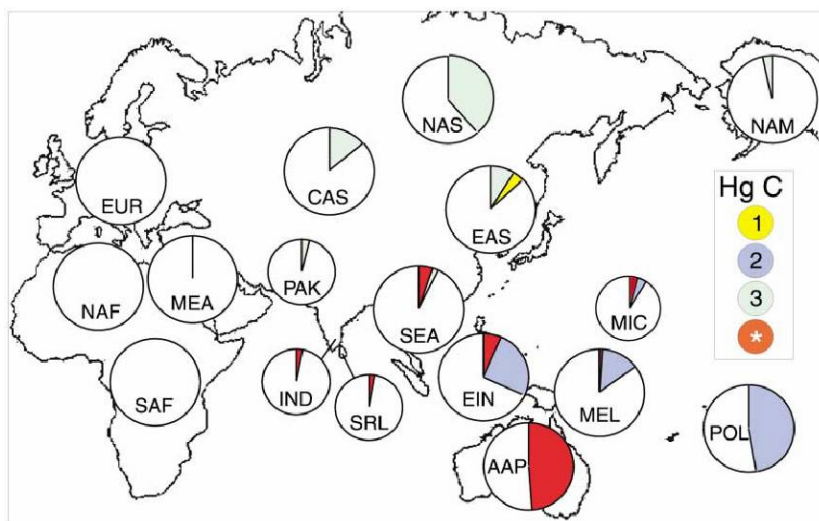 NAS
NAM
CAS
EUR
EAS
Hg C
1
2
3
*
PAK
MEA
NAF
SEA
MIC
IND
SRL
EIN
MEL
SAF
POL
AAP